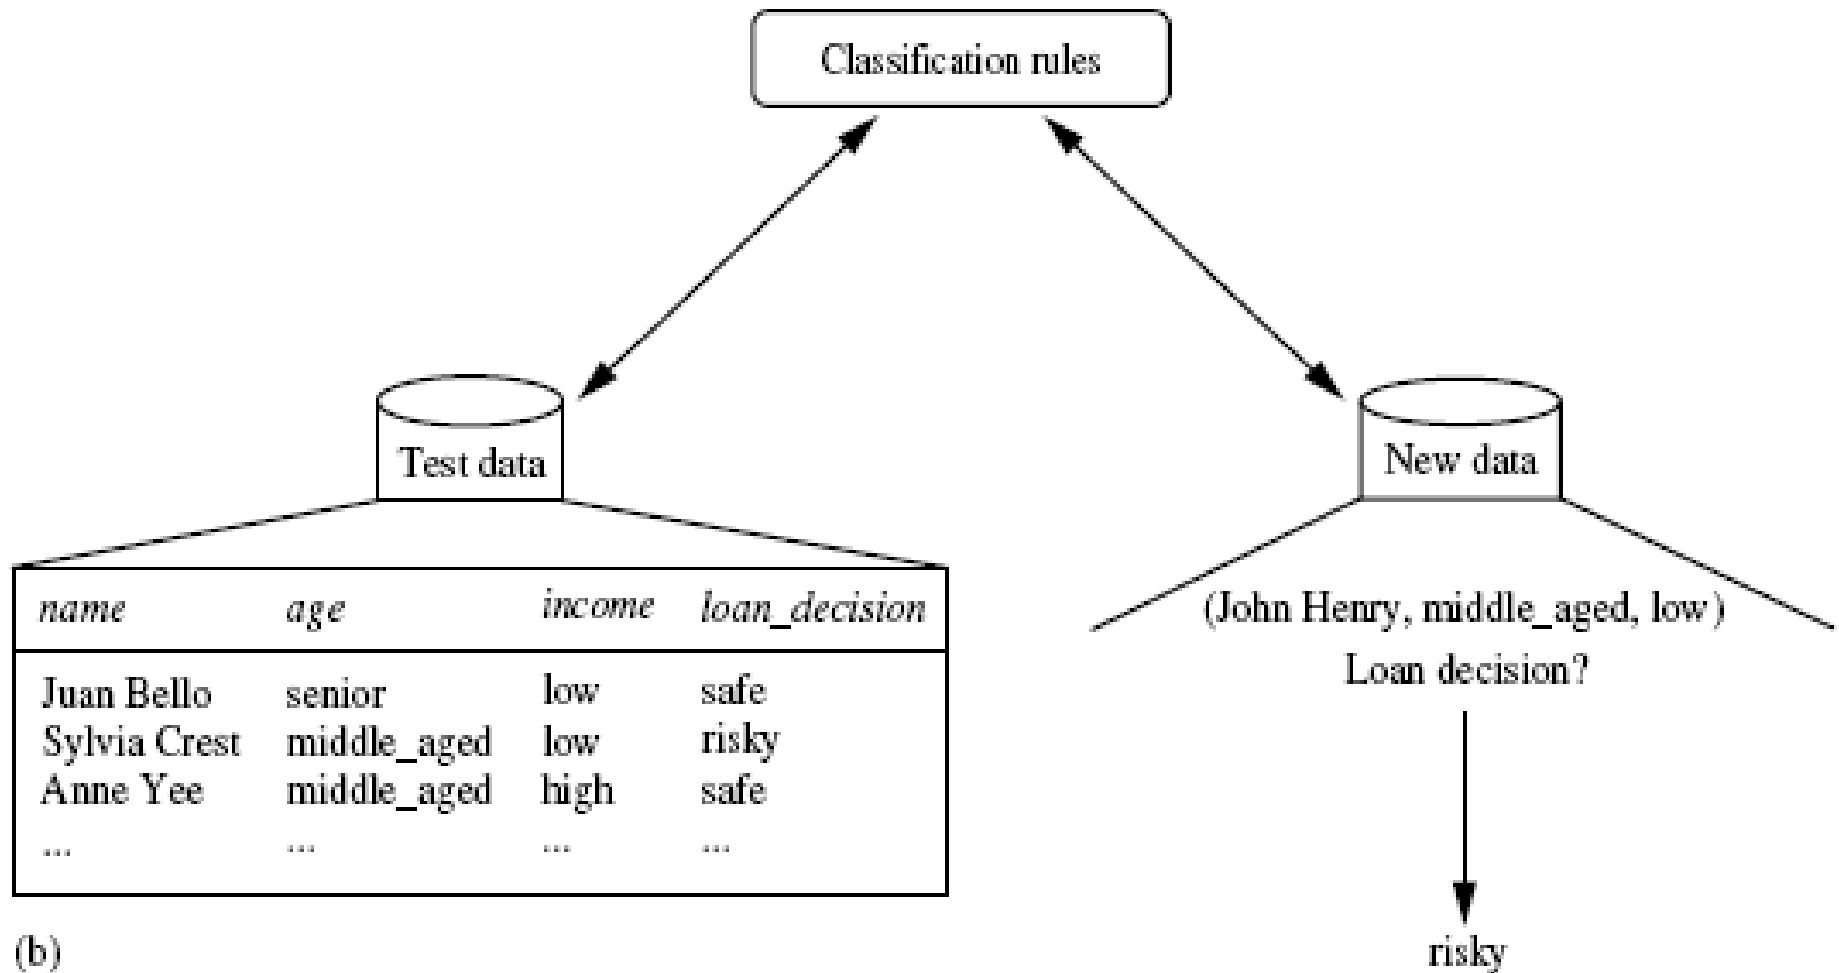 Classification rules
Test data
name age income loan_decision
Juan Bello senior low safe
Sylvia Crest middle_aged low risky
Anne Yee middle_aged high safe
... ... ... ...
New data
(John Henry, middle_aged, low)
Loan decision?
risky
(b)